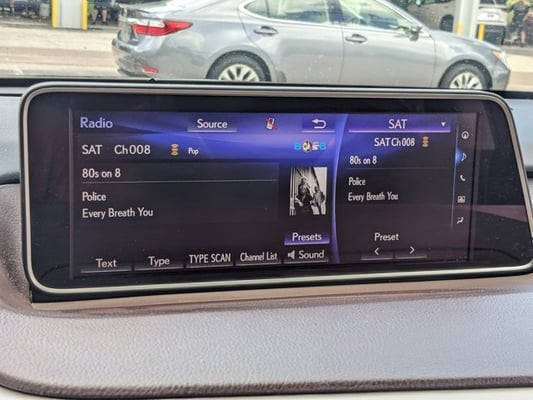 Radio
Source
SAT Ch008 Pop
80s on 8
Police
Every Breath You
Presets
Text Type TYPE SCAN Channel List Sound
SAT
SAT Ch008
80s on 8
Police
Every Breath You
Preset
< >